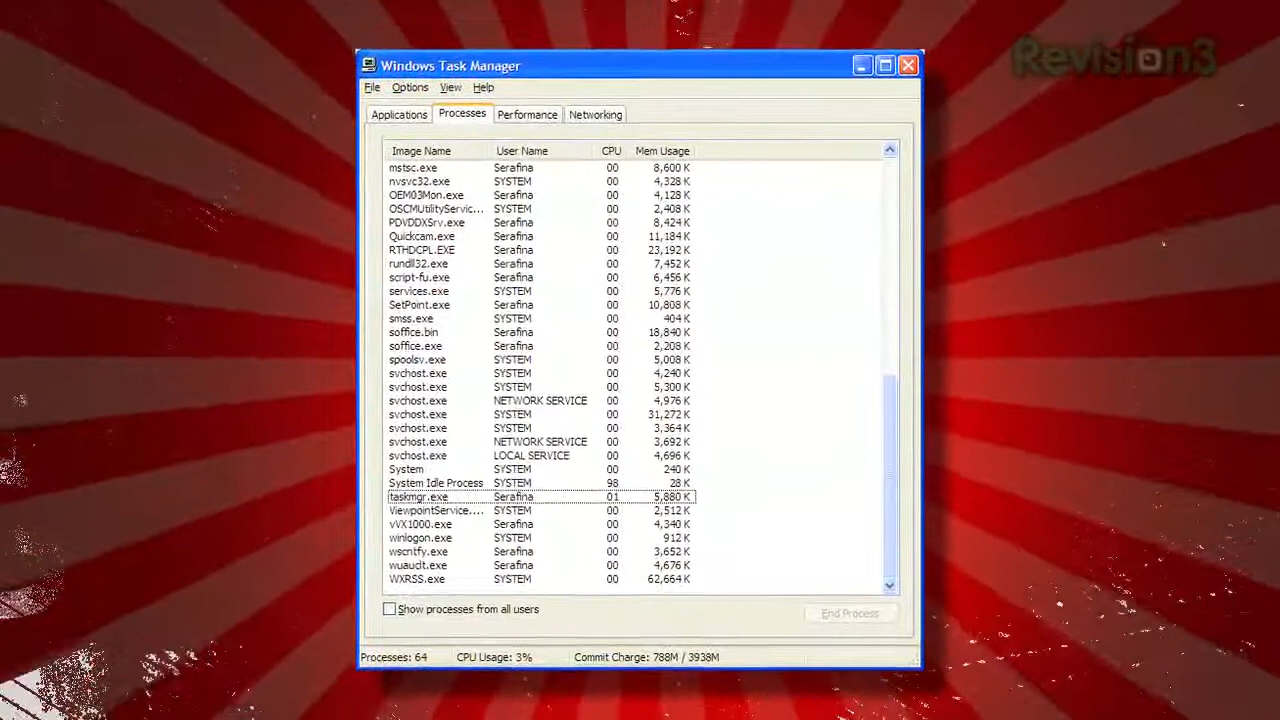 Revision3
Windows Task Manager
File Options View Help
Applications Processes Performance Networking
Image Name User Name CPU Mem Usage
mstsc.exe Serafina 00 8,600 K
nvsvc32.exe SYSTEM 00 4,328 K
OEM03Mon.exe Serafina 00 4,128 K
OSCMUtilityServic... SYSTEM 00 2,408 K
PDVDDXSrv.exe Serafina 00 8,424 K
Quickcam.exe Serafina 00 11,184 K
RTHDCPL.EXE Serafina 00 23,192 K
rundll32.exe Serafina 00 7,452 K
script-fu.exe Serafina 00 6,456 K
services.exe SYSTEM 00 5,776 K
SetPoint.exe Serafina 00 10,808 K
smss.exe SYSTEM 00 404 K
soffice.bin Serafina 00 18,840 K
soffice.exe Serafina 00 2,208 K
spoolsv.exe SYSTEM 00 5,008 K
svchost.exe SYSTEM 00 4,240 K
svchost.exe SYSTEM 00 5,300 K
svchost.exe NETWORK SERVICE 00 4,976 K
svchost.exe SYSTEM 00 31,272 K
svchost.exe SYSTEM 00 3,364 K
svchost.exe NETWORK SERVICE 00 3,692 K
svchost.exe LOCAL SERVICE 00 4,696 K
System SYSTEM 00 240 K
System Idle Process SYSTEM 98 28 K
taskmgr.exe Serafina 01 5,880 K
ViewpointService.... SYSTEM 00 2,512 K
vVX1000.exe Serafina 00 4,340 K
winlogon.exe SYSTEM 00 912 K
wscntfy.exe Serafina 00 3,652 K
wuauclt.exe Serafina 00 4,676 K
WXRSS.exe SYSTEM 00 62,664 K
Show processes from all users
End Process
Processes: 64 CPU Usage: 3% Commit Charge: 788M / 3938M